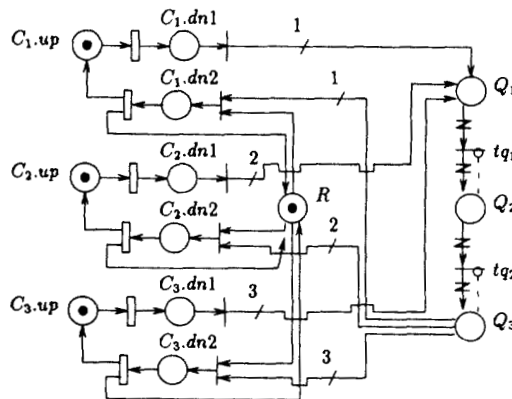 C₁.up
C₁.dn1
1
C₁.dn2
1
Q₁
N
tq₁
N
C₂.up
C₂.dn1
2
C₂.dn2
R
2
Q₂
N
tq₂
N
C₃.up
C₃.dn1
3
C₃.dn2
3
Q₃